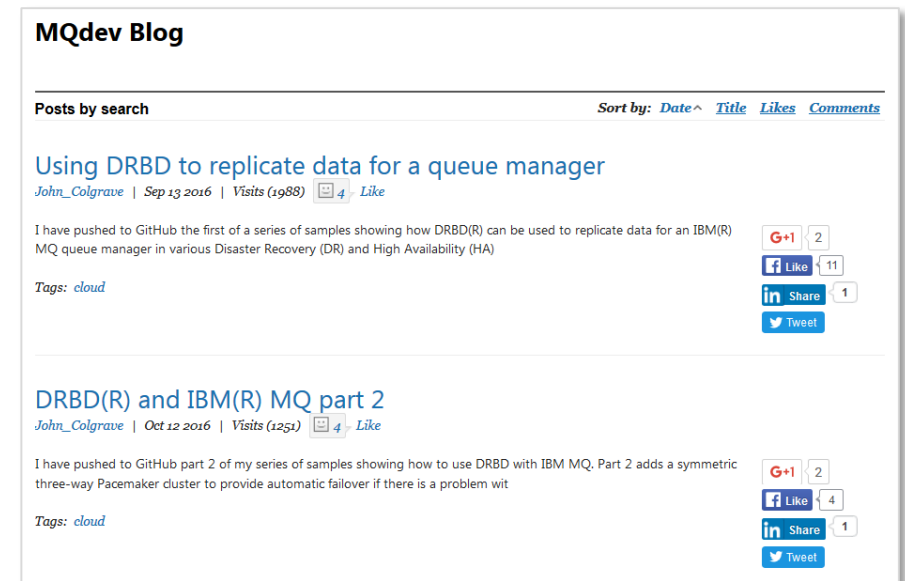 MQdev Blog
Posts by search
Sort by: Date^ Title Likes Comments
Using DRBD to replicate data for a queue manager
John_Colgrave | Sep 13 2016 | Visits (1988) 4 Like
I have pushed to GitHub the first of a series of samples showing how DRBD(R) can be used to replicate data for an IBM(R)
MQ queue manager in various Disaster Recovery (DR) and High Availability (HA)
G+1 2
f Like 11
Tags: cloud
in Share 1
Tweet
DRBD(R) and IBM(R) MQ part 2
John_Colgrave | Oct 12 2016 | Visits (1251) 4 Like
I have pushed to GitHub part 2 of my series of samples showing how to use DRBD with IBM MQ. Part 2 adds a symmetric
three-way Pacemaker cluster to provide automatic failover if there is a problem wit
G+1 2
f Like 4
Tags: cloud
in Share 1
Tweet